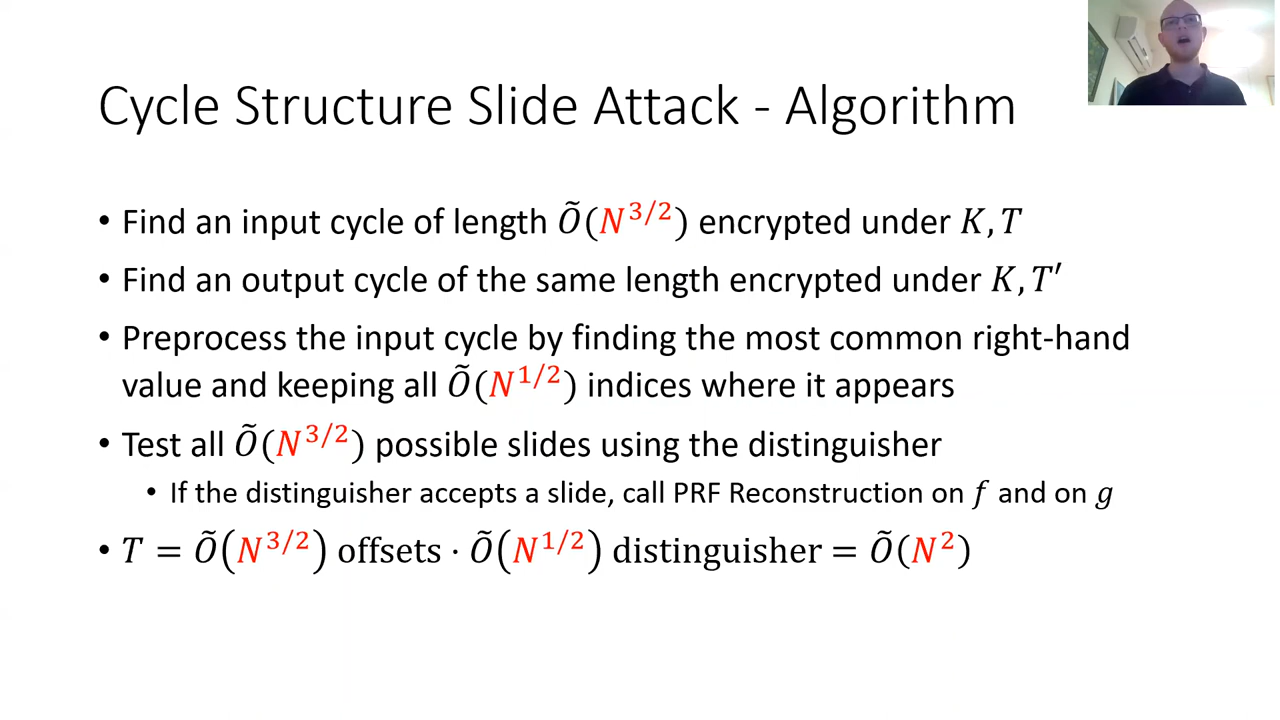 Cycle Structure Slide Attack - Algorithm
• Find an input cycle of length Õ(N^{3/2}) encrypted under K, T
• Find an output cycle of the same length encrypted under K, T′
• Preprocess the input cycle by finding the most common right-hand
value and keeping all Õ(N^{1/2}) indices where it appears
• Test all Õ(N^{3/2}) possible slides using the distinguisher
• If the distinguisher accepts a slide, call PRF Reconstruction on f and on g
• T = Õ(N^{3/2}) offsets · Õ(N^{1/2}) distinguisher = Õ(N^2)